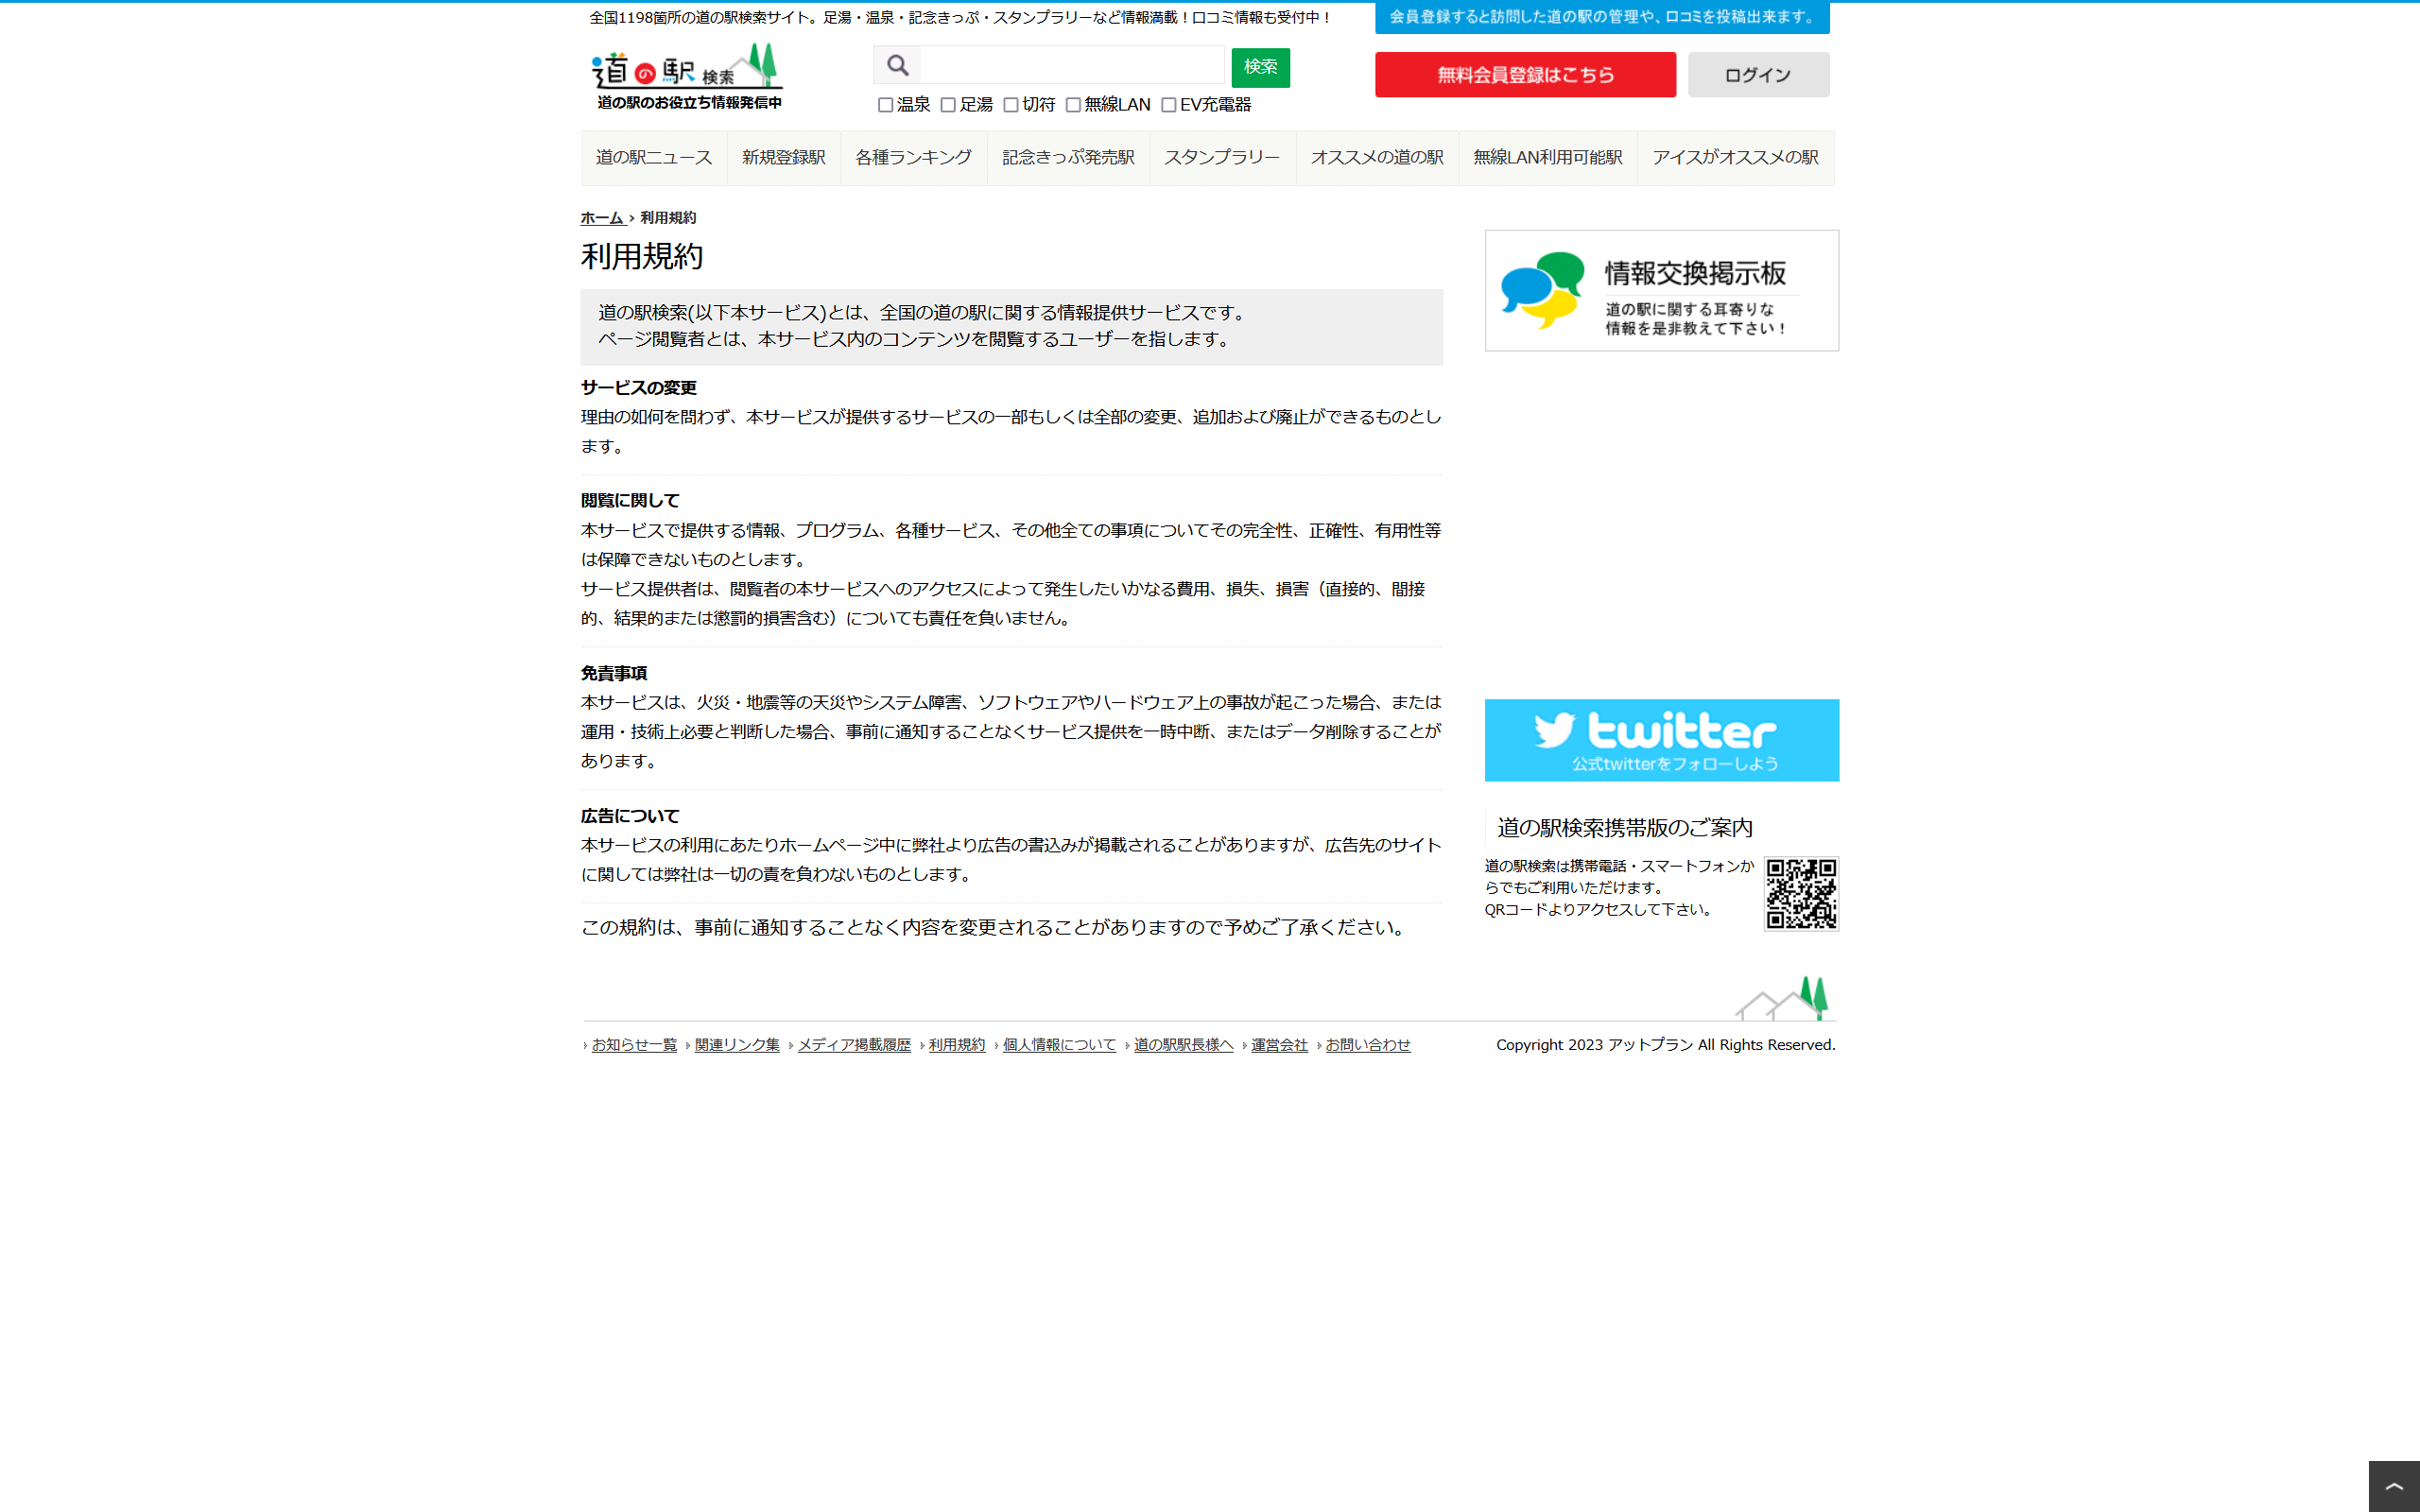 全国1198箇所の道の駅検索サイト。足湯・温泉・記念きっぷ・スタンプラリーなど情報満載！口コミ情報も受付中！
会員登録すると訪問した道の駅の管理や、口コミを投稿出来ます。
道の駅 検索
道の駅のお役立ち情報発信中
検索
無料会員登録はこちら
ログイン
温泉 足湯 切符 無線LAN EV充電器
道の駅ニュース 新規登録駅 各種ランキング 記念きっぷ発売駅 スタンプラリー オススメの道の駅 無線LAN利用可能駅 アイスがオススメの駅
ホーム › 利用規約
利用規約
道の駅検索(以下本サービス)とは、全国の道の駅に関する情報提供サービスです。
ページ閲覧者とは、本サービス内のコンテンツを閲覧するユーザーを指します。
サービスの変更
理由の如何を問わず、本サービスが提供するサービスの一部もしくは全部の変更、追加および廃止ができるものとし
ます。
閲覧に関して
本サービスで提供する情報、プログラム、各種サービス、その他全ての事項についてその完全性、正確性、有用性等
は保障できないものとします。
サービス提供者は、閲覧者の本サービスへのアクセスによって発生したいかなる費用、損失、損害（直接的、間接
的、結果的または懲罰的損害含む）についても責任を負いません。
免責事項
本サービスは、火災・地震等の天災やシステム障害、ソフトウェアやハードウェア上の事故が起こった場合、または
運用・技術上必要と判断した場合、事前に通知することなくサービス提供を一時中断、またはデータ削除することが
あります。
広告について
本サービスの利用にあたりホームページ中に弊社より広告の書込みが掲載されることがありますが、広告先のサイト
に関しては弊社は一切の責を負わないものとします。
この規約は、事前に通知することなく内容を変更されることがありますので予めご了承ください。
情報交換掲示板
道の駅に関する耳寄りな
情報を是非教えて下さい！
twitter
公式twitterをフォローしよう
道の駅検索携帯版のご案内
道の駅検索は携帯電話・スマートフォンか
らでもご利用いただけます。
QRコードよりアクセスして下さい。
お知らせ一覧 関連リンク集 メディア掲載履歴 利用規約 個人情報について 道の駅駅長様へ 運営会社 お問い合わせ
Copyright 2023 アットプラン All Rights Reserved.